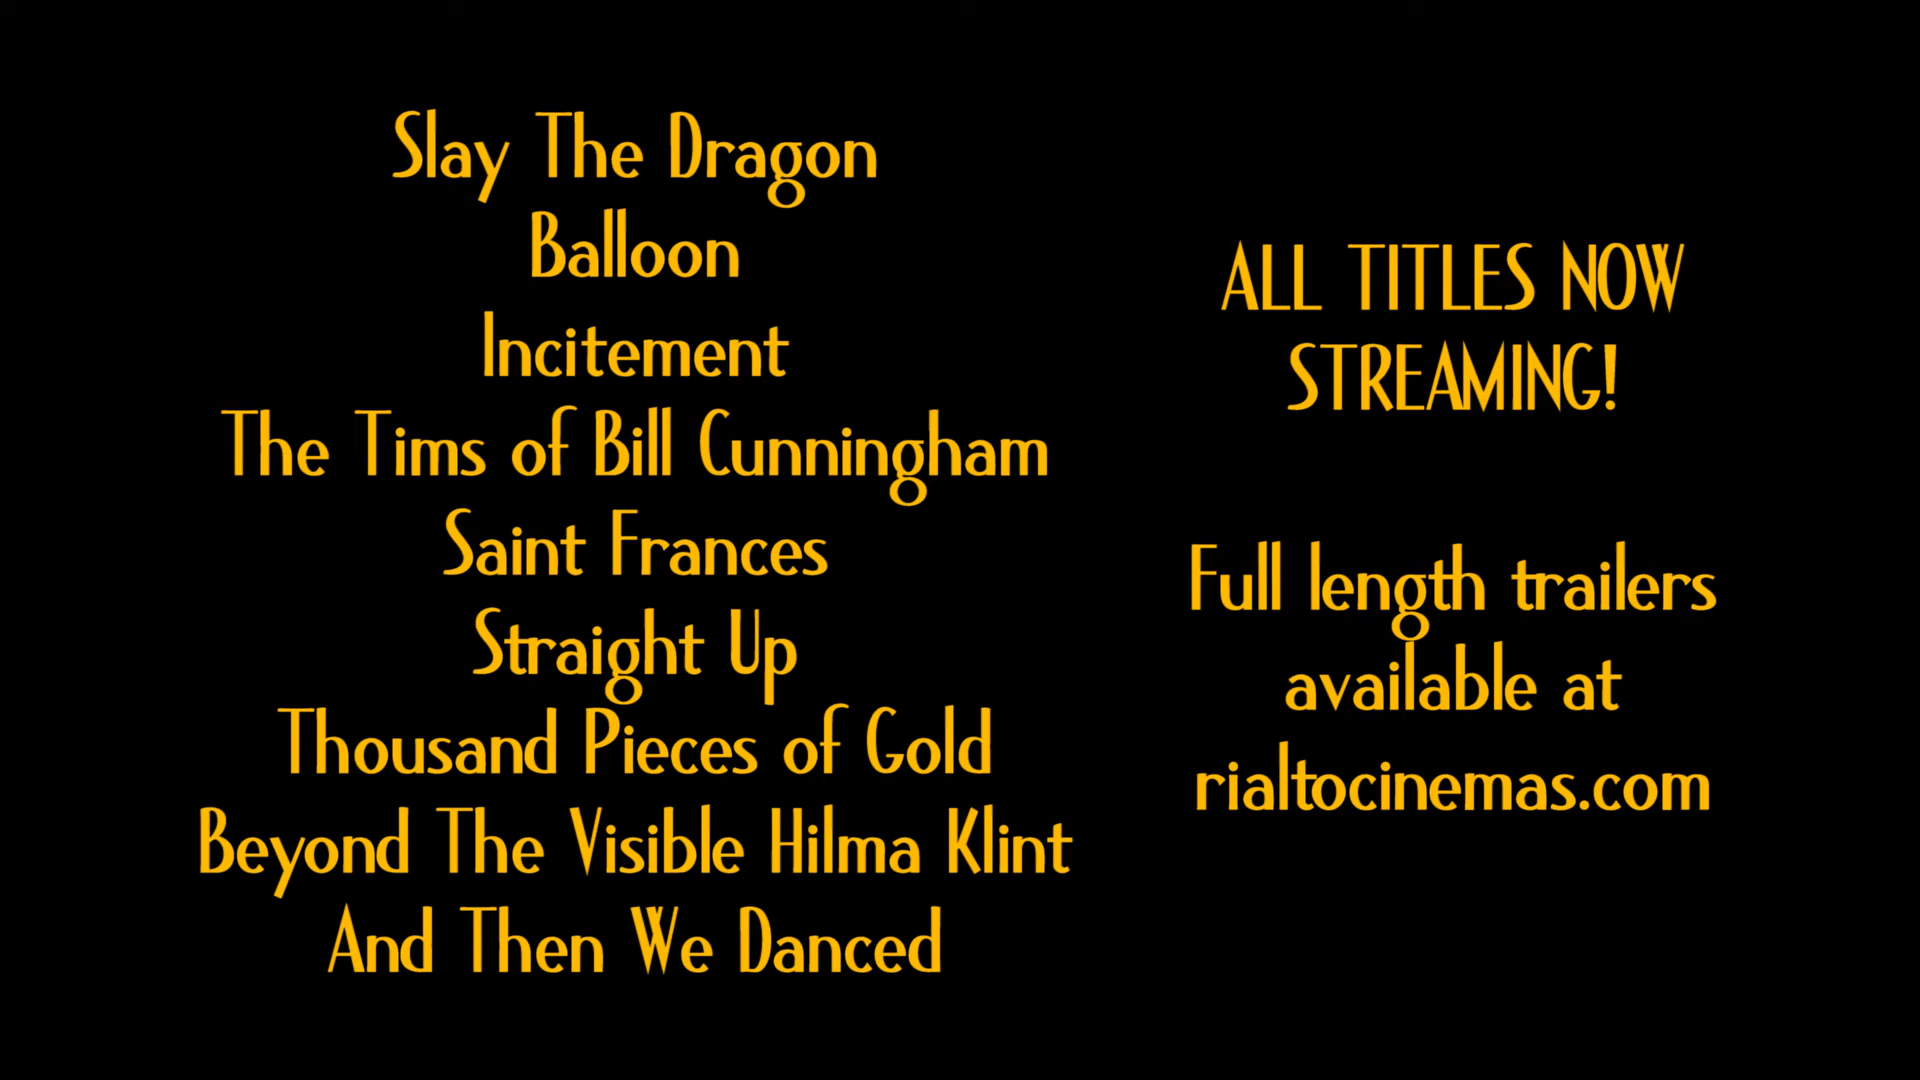 Slay The Dragon
Balloon
Incitement
The Tims of Bill Cunningham
Saint Frances
Straight Up
Thousand Pieces of Gold
Beyond The Visible Hilma Klint
And Then We Danced
ALL TITLES NOW
STREAMING!
Full length trailers
available at
rialtocinemas.com